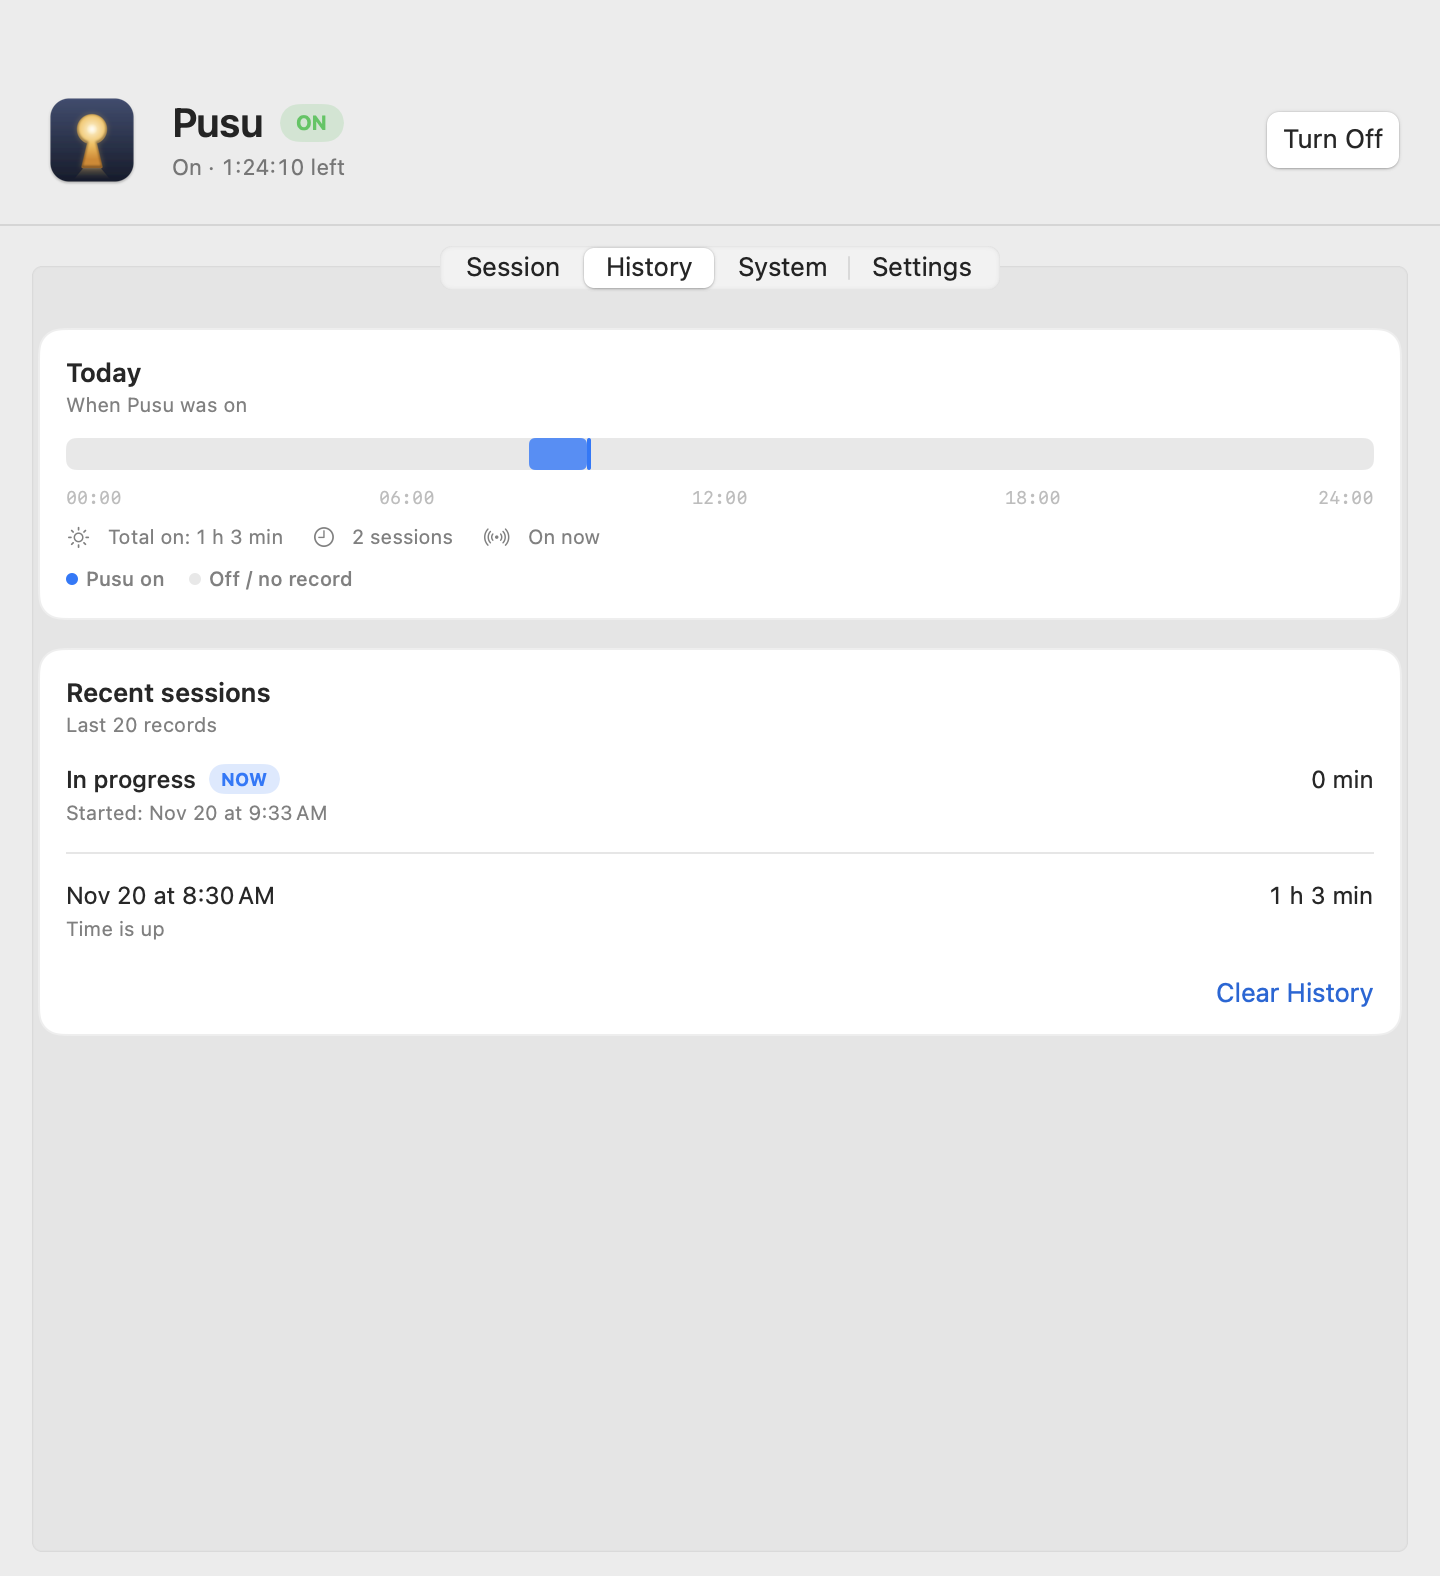 Pusu ON
On · 1:24:10 left
Turn Off
Session History System Settings
Today
When Pusu was on
00:00 06:00 12:00 18:00 24:00
Total on: 1 h 3 min 2 sessions On now
Pusu on Off / no record
Recent sessions
Last 20 records
In progress NOW 0 min
Started: Nov 20 at 9:33 AM
Nov 20 at 8:30 AM 1 h 3 min
Time is up
Clear History